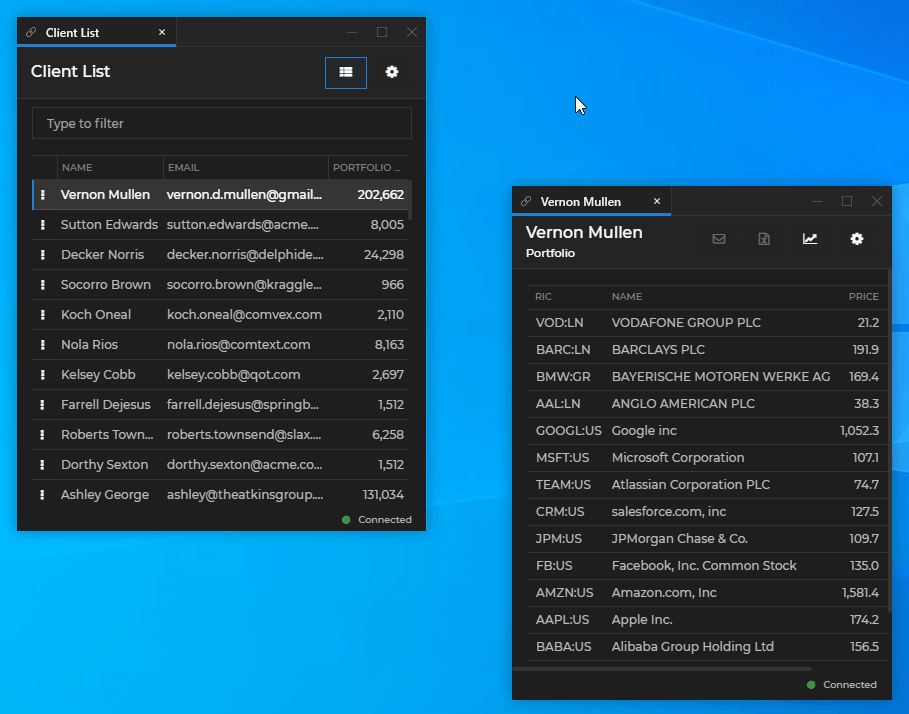 Client List
Client List
Type to filter
NAME EMAIL PORTFOLIO ...
Vernon Mullen vernon.d.mullen@gmail... 202,662
Sutton Edwards sutton.edwards@acme.... 8,005
Decker Norris decker.norris@delphide.... 24,298
Socorro Brown socorro.brown@kraggle... 966
Koch Oneal koch.oneal@comvex.com 2,110
Nola Rios nola.rios@comtext.com 8,163
Kelsey Cobb kelsey.cobb@qot.com 2,697
Farrell Dejesus farrell.dejesus@springb... 1,512
Roberts Town... roberts.townsend@slax.... 6,258
Dorthy Sexton dorthy.sexton@acme.co... 1,512
Ashley George ashley@theatkinsgroup.... 131,034
Connected
Vernon Mullen
Vernon Mullen
Portfolio
RIC NAME PRICE
VOD:LN VODAFONE GROUP PLC 21.2
BARC:LN BARCLAYS PLC 191.9
BMW:GR BAYERISCHE MOTOREN WERKE AG 169.4
AAL:LN ANGLO AMERICAN PLC 38.3
GOOGL:US Google inc 1,052.3
MSFT:US Microsoft Corporation 107.1
TEAM:US Atlassian Corporation PLC 74.7
CRM:US salesforce.com, inc 127.5
JPM:US JPMorgan Chase & Co. 109.7
FB:US Facebook, Inc. Common Stock 135.0
AMZN:US Amazon.com, Inc 1,581.4
AAPL:US Apple Inc. 174.2
BABA:US Alibaba Group Holding Ltd 156.5
Connected